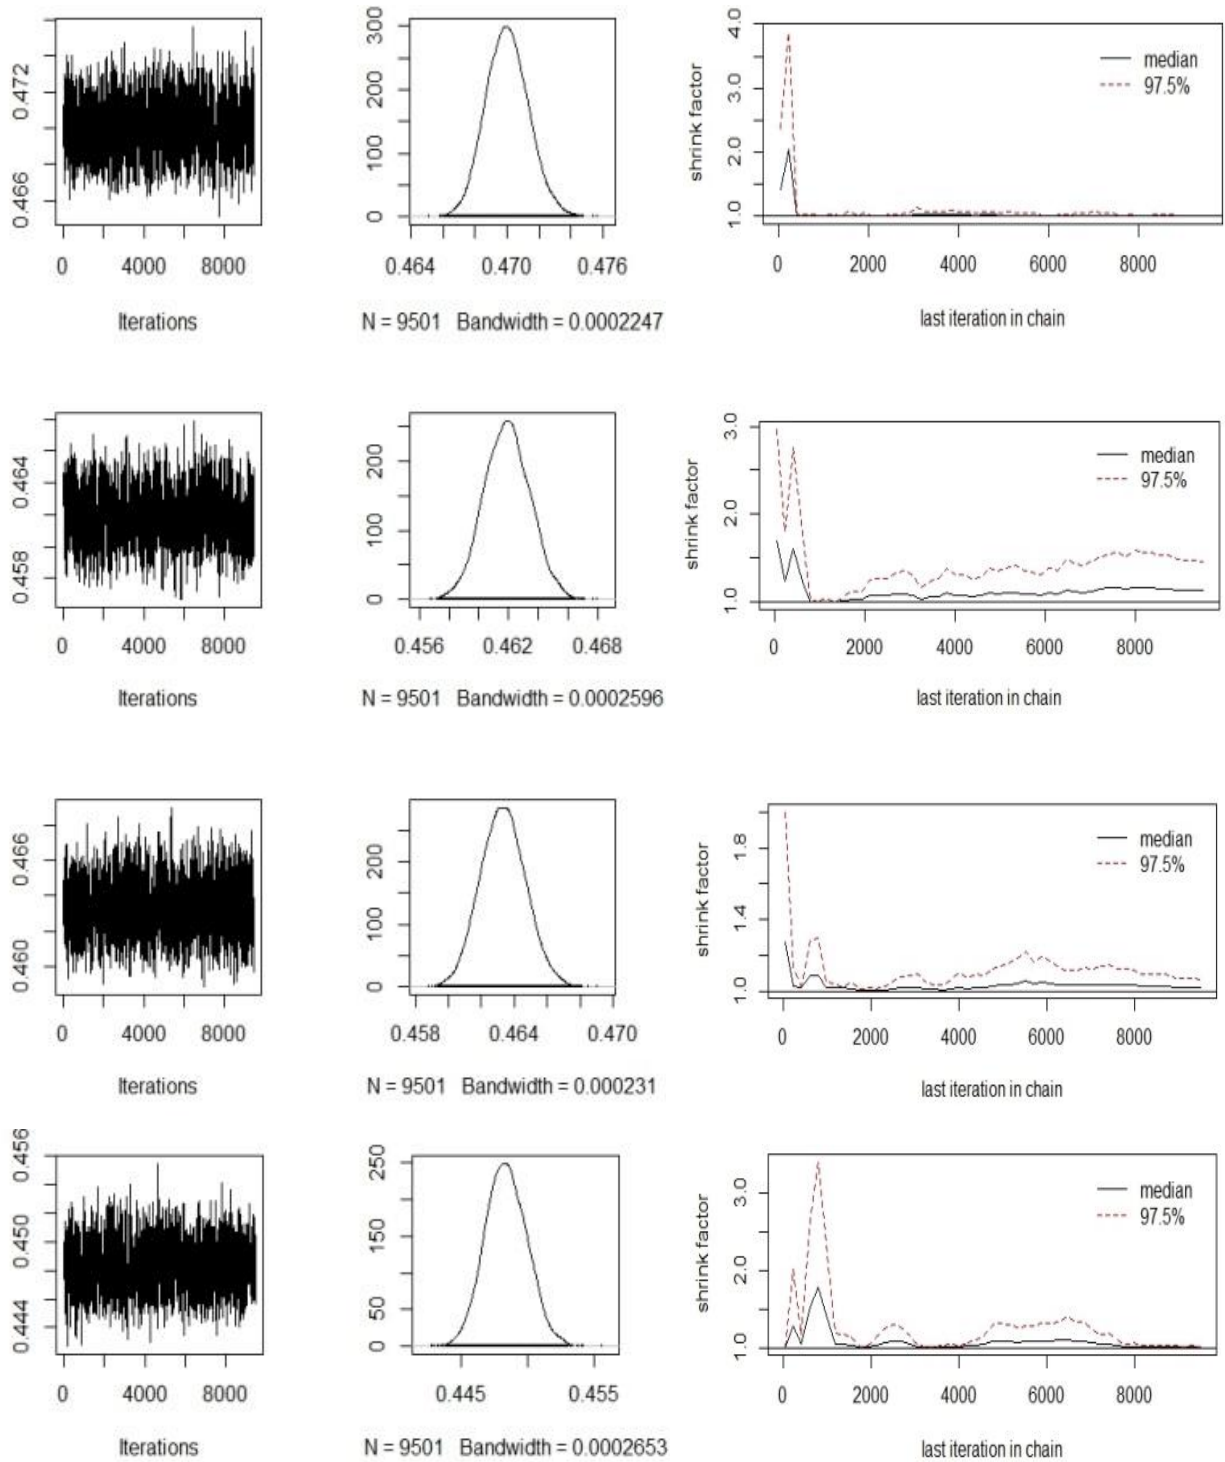 0.472
0.466
0 4000 8000
Iterations
300
200
100
0
0.464 0.470 0.476
N = 9501 Bandwidth = 0.0002247
shrink factor
4.0
3.0
2.0
1.0
median
97.5%
0 2000 4000 6000 8000
last iteration in chain
0.464
0.458
0 4000 8000
Iterations
200
100
0
0.456 0.462 0.468
N = 9501 Bandwidth = 0.0002596
shrink factor
3.0
2.0
1.0
median
97.5%
0 2000 4000 6000 8000
last iteration in chain
0.466
0.460
0 4000 8000
Iterations
200
100
0
0.458 0.464 0.470
N = 9501 Bandwidth = 0.000231
shrink factor
1.8
1.4
1.0
median
97.5%
0 2000 4000 6000 8000
last iteration in chain
0.456
0.450
0.444
0 4000 8000
Iterations
250
150
50
0
0.445 0.455
N = 9501 Bandwidth = 0.0002653
shrink factor
3.0
2.0
1.0
median
97.5%
0 2000 4000 6000 8000
last iteration in chain